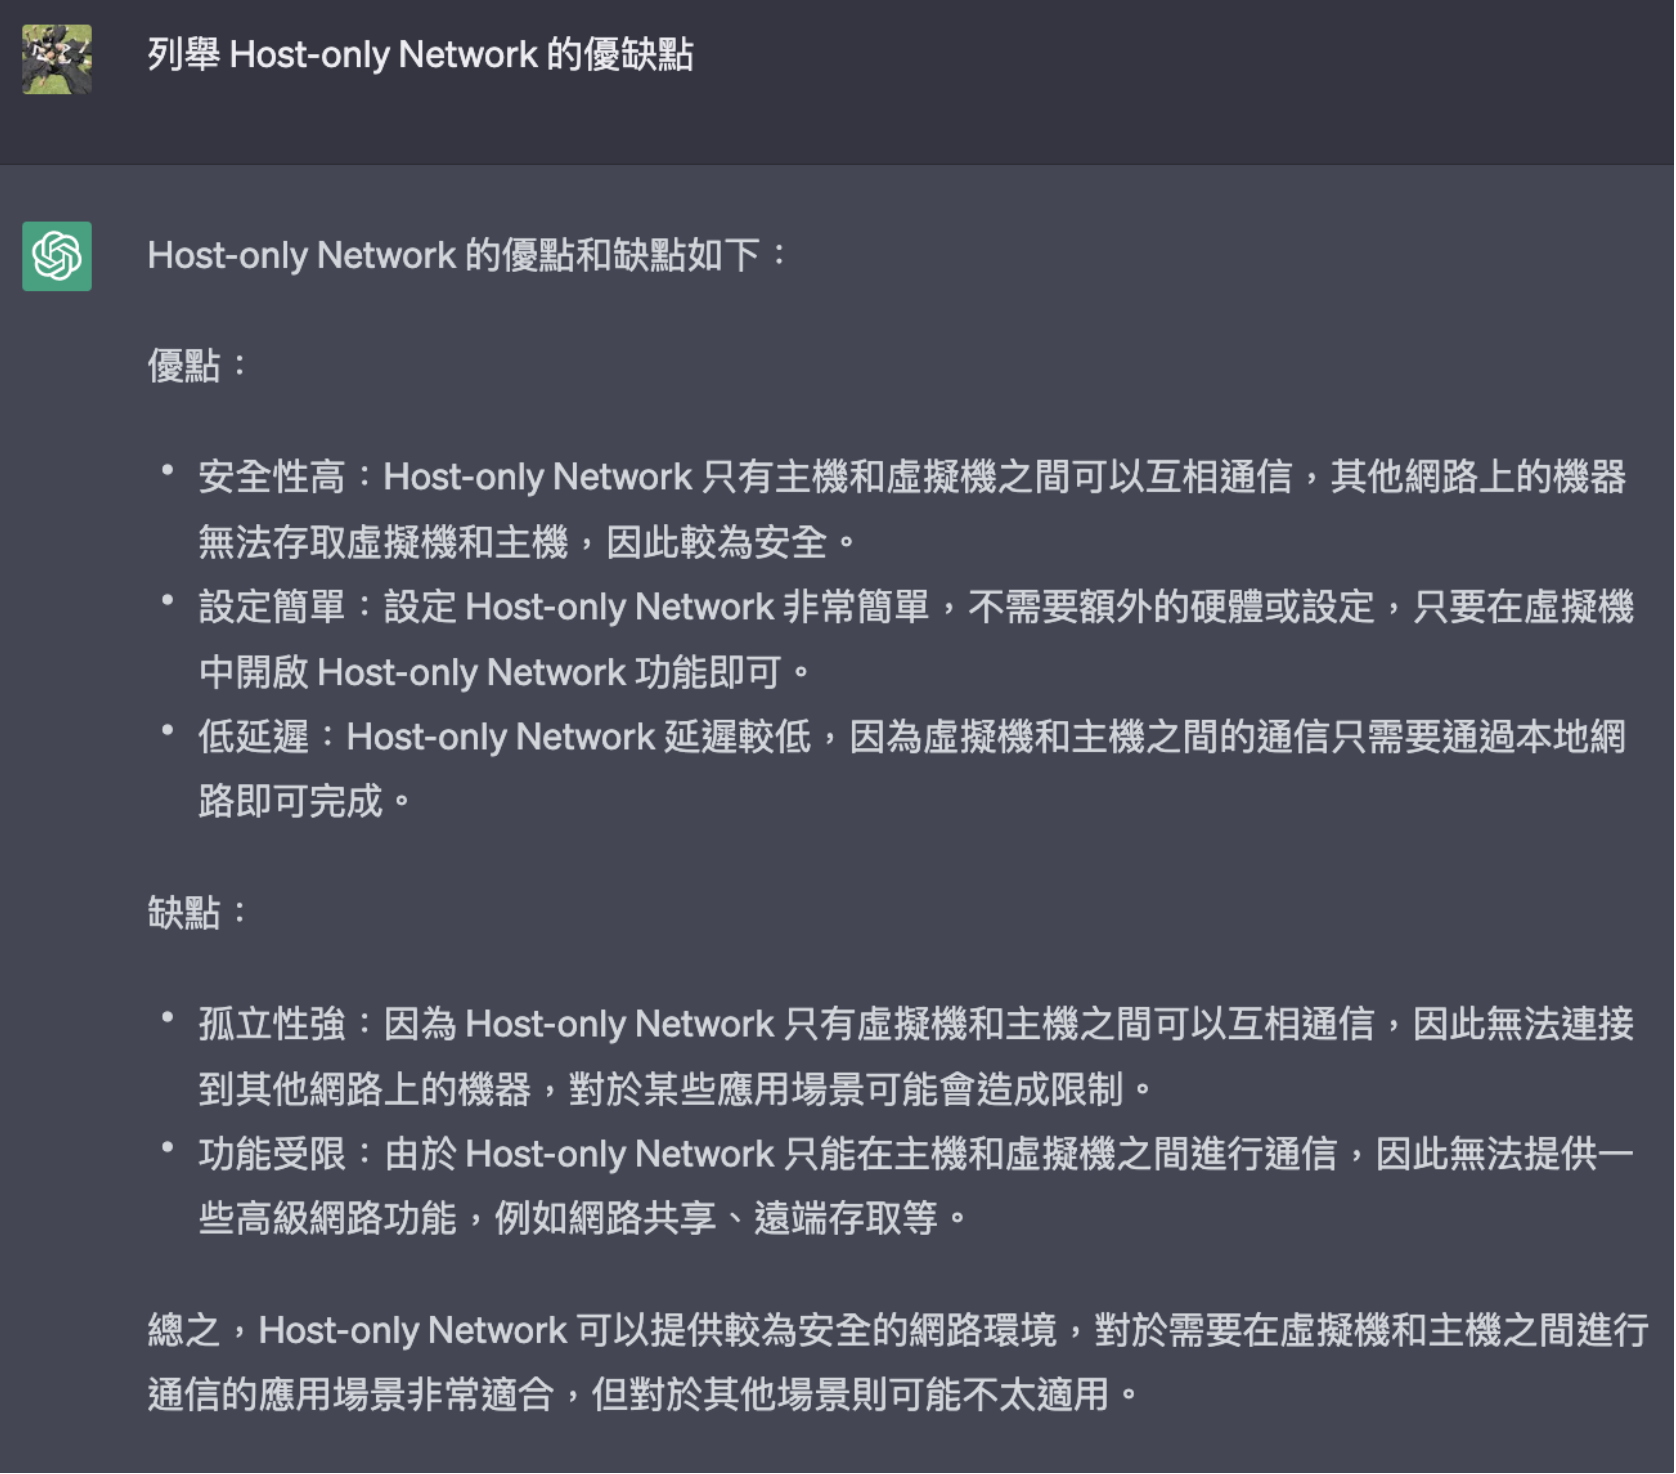 列舉 Host-only Network 的優缺點
Host-only Network 的優點和缺點如下：
優點：
• 安全性高：Host-only Network 只有主機和虛擬機之間可以互相通信，其他網路上的機器
無法存取虛擬機和主機，因此較為安全。
• 設定簡單：設定 Host-only Network 非常簡單，不需要額外的硬體或設定，只要在虛擬機
中開啟 Host-only Network 功能即可。
• 低延遲：Host-only Network 延遲較低，因為虛擬機和主機之間的通信只需要通過本地網
路即可完成。
缺點：
• 孤立性強：因為 Host-only Network 只有虛擬機和主機之間可以互相通信，因此無法連接
到其他網路上的機器，對於某些應用場景可能會造成限制。
• 功能受限：由於 Host-only Network 只能在主機和虛擬機之間進行通信，因此無法提供一
些高級網路功能，例如網路共享、遠端存取等。
總之，Host-only Network 可以提供較為安全的網路環境，對於需要在虛擬機和主機之間進行
通信的應用場景非常適合，但對於其他場景則可能不太適用。